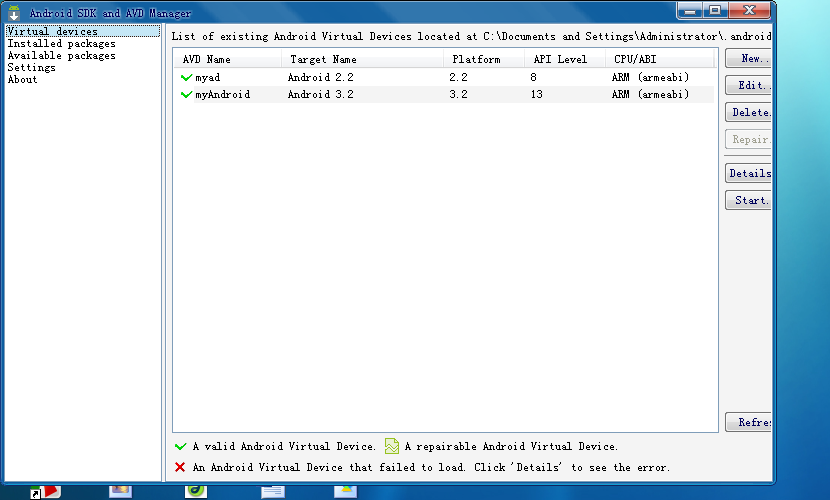 Android SDK and AVD Manager
Virtual devices
Installed packages
Available packages
Settings
About
List of existing Android Virtual Devices located at C:\Documents and Settings\Administrator\.android
AVD Name Target Name Platform API Level CPU/ABI
myad Android 2.2 2.2 8 ARM (armeabi)
myAndroid Android 3.2 3.2 13 ARM (armeabi)
New..
Edit..
Delete.
Repair.
Details
Start.
Refre
A valid Android Virtual Device. A repairable Android Virtual Device.
An Android Virtual Device that failed to load. Click 'Details' to see the error.